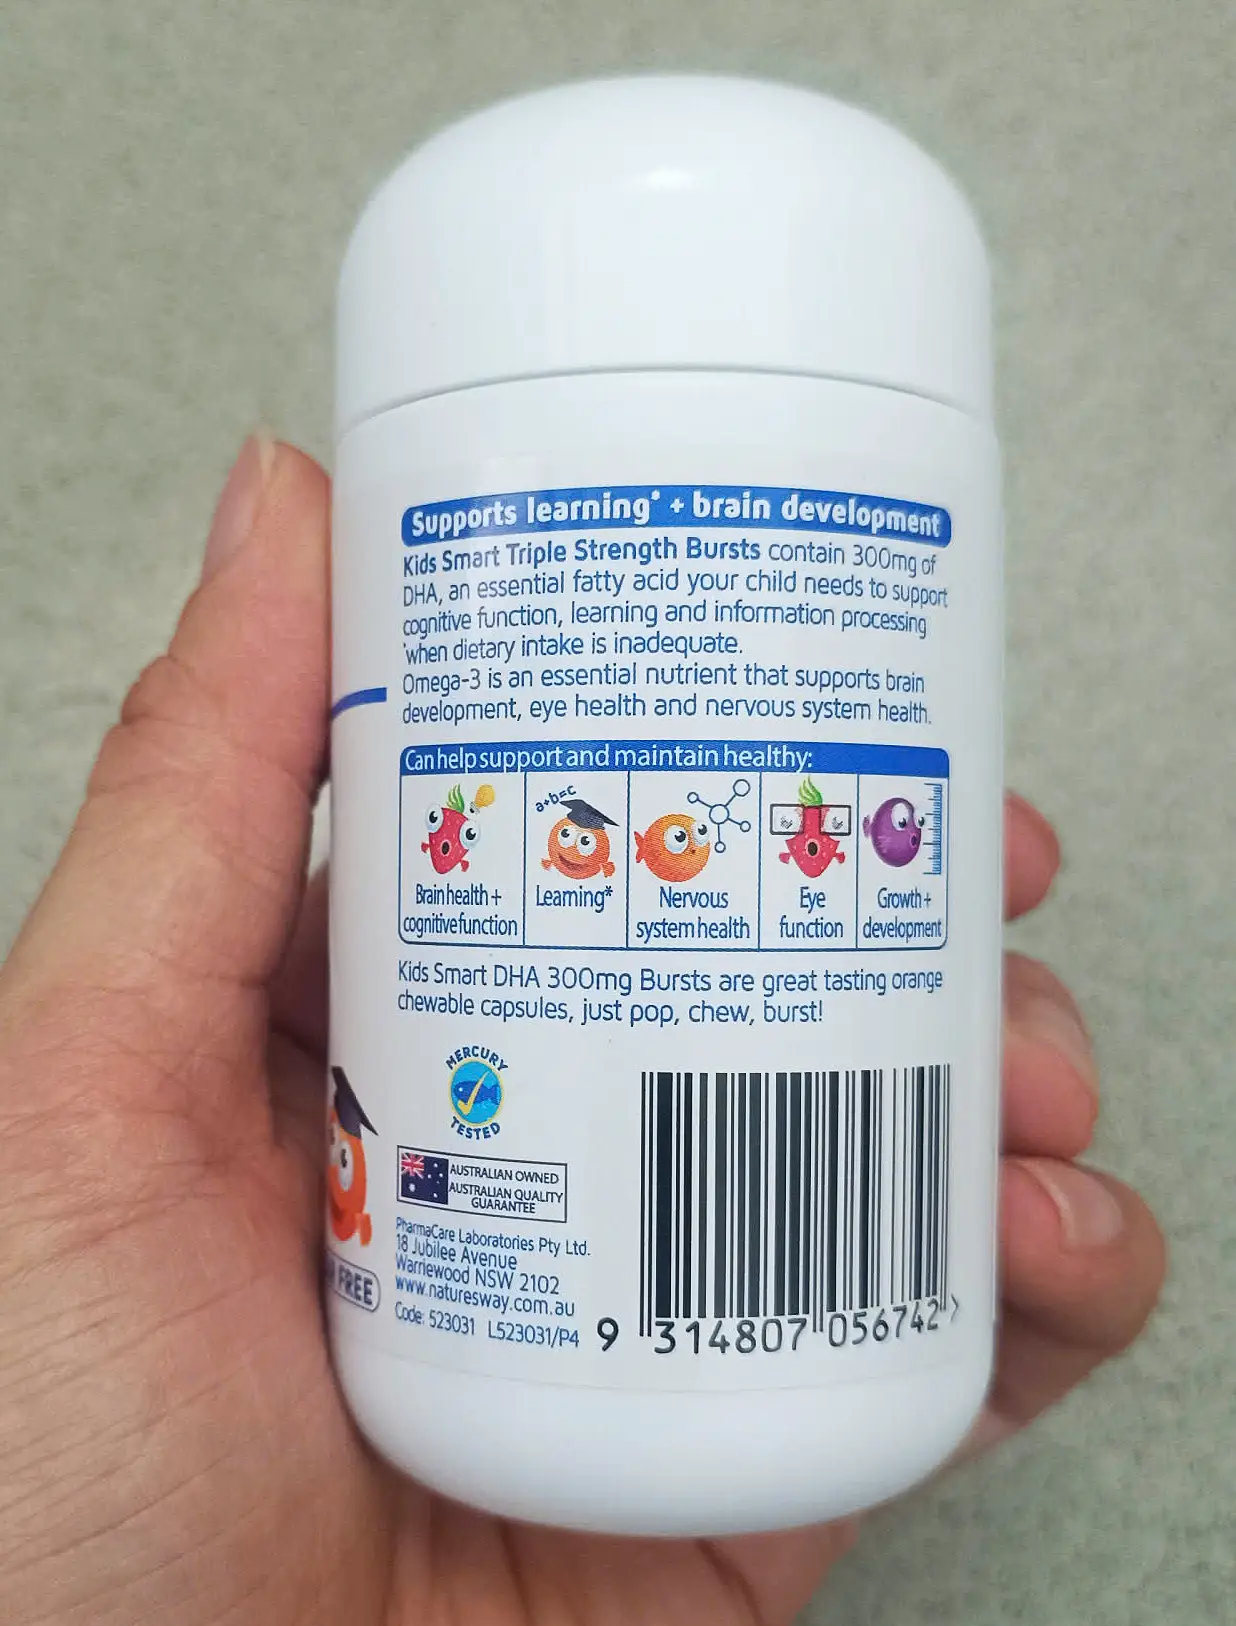 Supports learning* + brain development
Kids Smart Triple Strength Bursts contain 300mg of
DHA, an essential fatty acid your child needs to support
cognitive function, learning and information processing
*when dietary intake is inadequate.
Omega-3 is an essential nutrient that supports brain
development, eye health and nervous system health.
Can help support and maintain healthy:
a+b=c
Brain health +
cognitive function
Learning*
Nervous
system health
Eye
function
Growth +
development
Kids Smart DHA 300mg Bursts are great tasting orange
chewable capsules, just pop, chew, burst!
MERCURY
TESTED
AUSTRALIAN OWNED
AUSTRALIAN QUALITY
GUARANTEE
PharmaCare Laboratories Pty Ltd.
18 Jubilee Avenue
Warriewood NSW 2102
www.naturesway.com.au
Code: 523031 L523031/P4
9 314807 056742 >
FREE